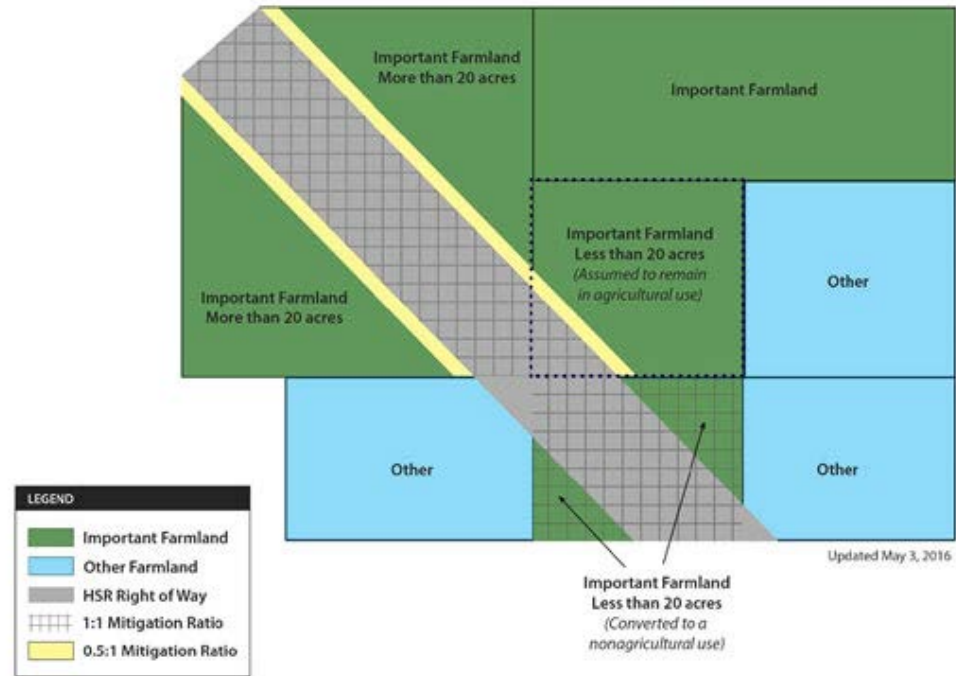 Important Farmland
More than 20 acres
Important Farmland
Important Farmland
Less than 20 acres
(Assumed to remain
in agricultural use)
Other
Important Farmland
More than 20 acres
Other
Other
Updated May 3, 2016
Important Farmland
Less than 20 acres
(Converted to a
nonagricultural use)
LEGEND
Important Farmland
Other Farmland
HSR Right of Way
1:1 Mitigation Ratio
0.5:1 Mitigation Ratio